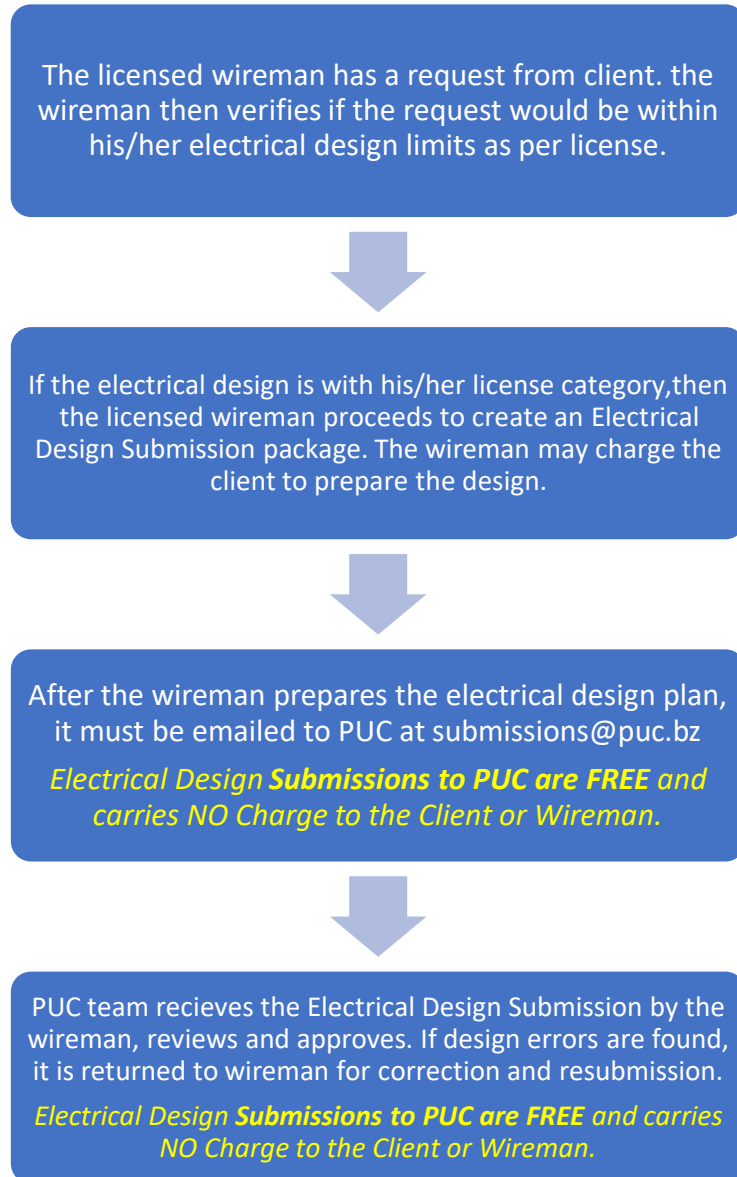 The licensed wireman has a request from client. the
wireman then verifies if the request would be within
his/her electrical design limits as per license.
If the electrical design is with his/her license category,then
the licensed wireman proceeds to create an Electrical
Design Submission package. The wireman may charge the
client to prepare the design.
After the wireman prepares the electrical design plan,
it must be emailed to PUC at submissions@puc.bz
Electrical Design Submissions to PUC are FREE and
carries NO Charge to the Client or Wireman.
PUC team recieves the Electrical Design Submission by the
wireman, reviews and approves. If design errors are found,
it is returned to wireman for correction and resubmission.
Electrical Design Submissions to PUC are FREE and carries
NO Charge to the Client or Wireman.